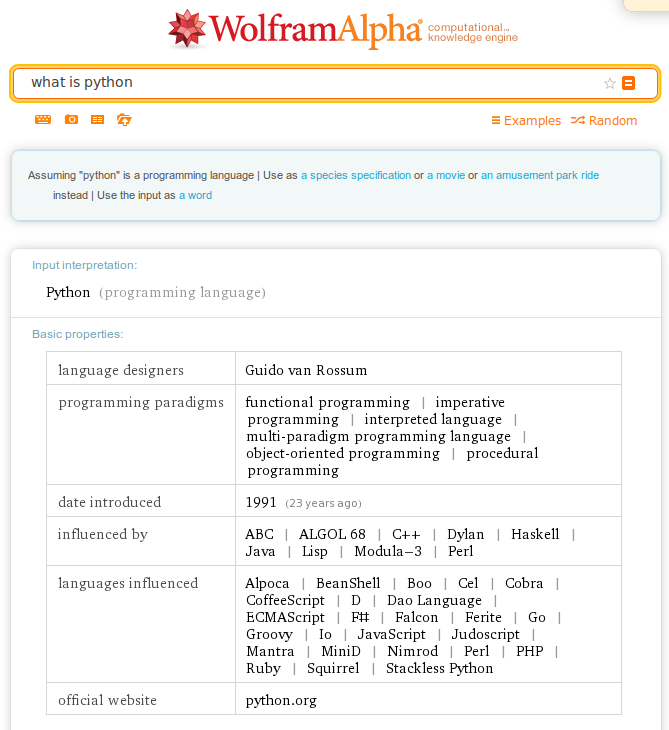 WolframAlpha® computational...
knowledge engine
what is python
Examples Random
Assuming "python" is a programming language | Use as a species specification or a movie or an amusement park ride
instead | Use the input as a word
Input interpretation:
Python (programming language)
Basic properties:
language designers Guido van Rossum
programming paradigms functional programming | imperative
programming | interpreted language |
multi-paradigm programming language |
object-oriented programming | procedural
programming
date introduced 1991 (23 years ago)
influenced by ABC | ALGOL 68 | C++ | Dylan | Haskell |
Java | Lisp | Modula–3 | Perl
languages influenced Alpoca | BeanShell | Boo | Cel | Cobra |
CoffeeScript | D | Dao Language |
ECMAScript | F# | Falcon | Ferite | Go |
Groovy | Io | JavaScript | Judoscript |
Mantra | MiniD | Nimrod | Perl | PHP |
Ruby | Squirrel | Stackless Python
official website python.org